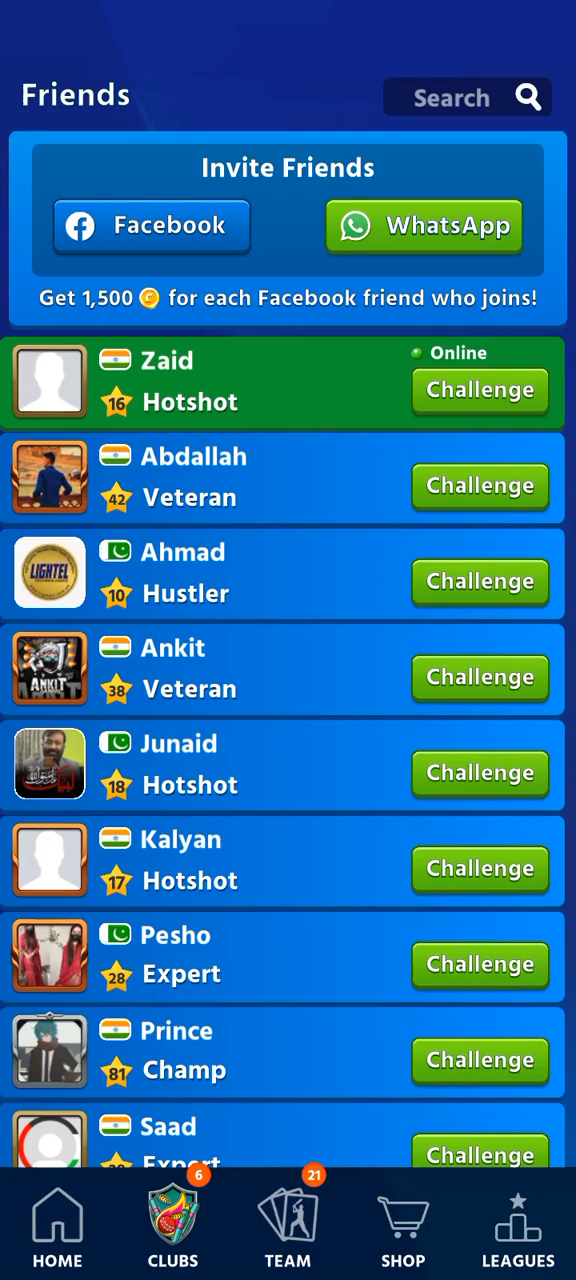 Friends
Search
Invite Friends
Facebook
WhatsApp
Get 1,500 for each Facebook friend who joins!
Zaid
Online
16 Hotshot
Challenge
Abdallah
42 Veteran
Challenge
LIGHTEL
Ahmad
10 Hustler
Challenge
ANKIT
Ankit
38 Veteran
Challenge
Junaid
18 Hotshot
Challenge
Kalyan
17 Hotshot
Challenge
Pesho
28 Expert
Challenge
Prince
81 Champ
Challenge
Saad
Expert
Challenge
6
21
HOME
CLUBS
TEAM
SHOP
LEAGUES